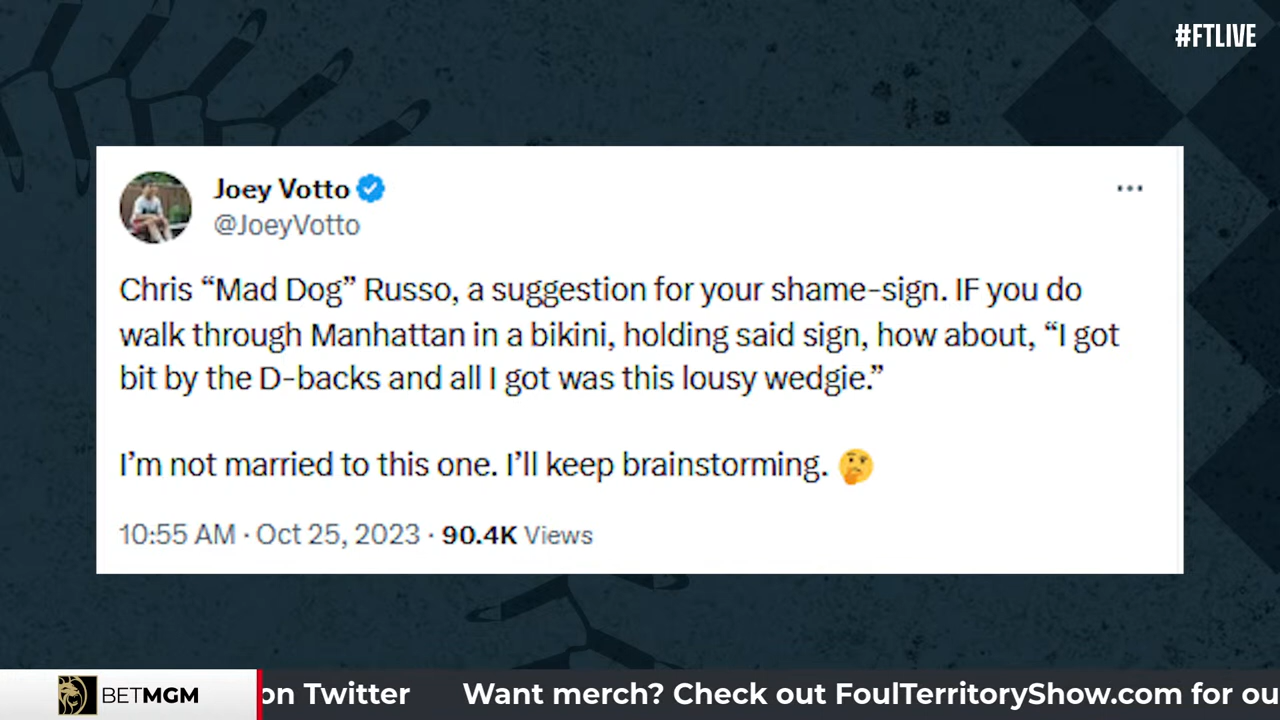 #FTLIVE
Joey Votto
@JoeyVotto
Chris “Mad Dog” Russo, a suggestion for your shame-sign. IF you do
walk through Manhattan in a bikini, holding said sign, how about, “I got
bit by the D-backs and all I got was this lousy wedgie.”
I’m not married to this one. I’ll keep brainstorming. 🤔
10:55 AM · Oct 25, 2023 · 90.4K Views
BETMGM
on Twitter Want merch? Check out FoulTerritoryShow.com for ou